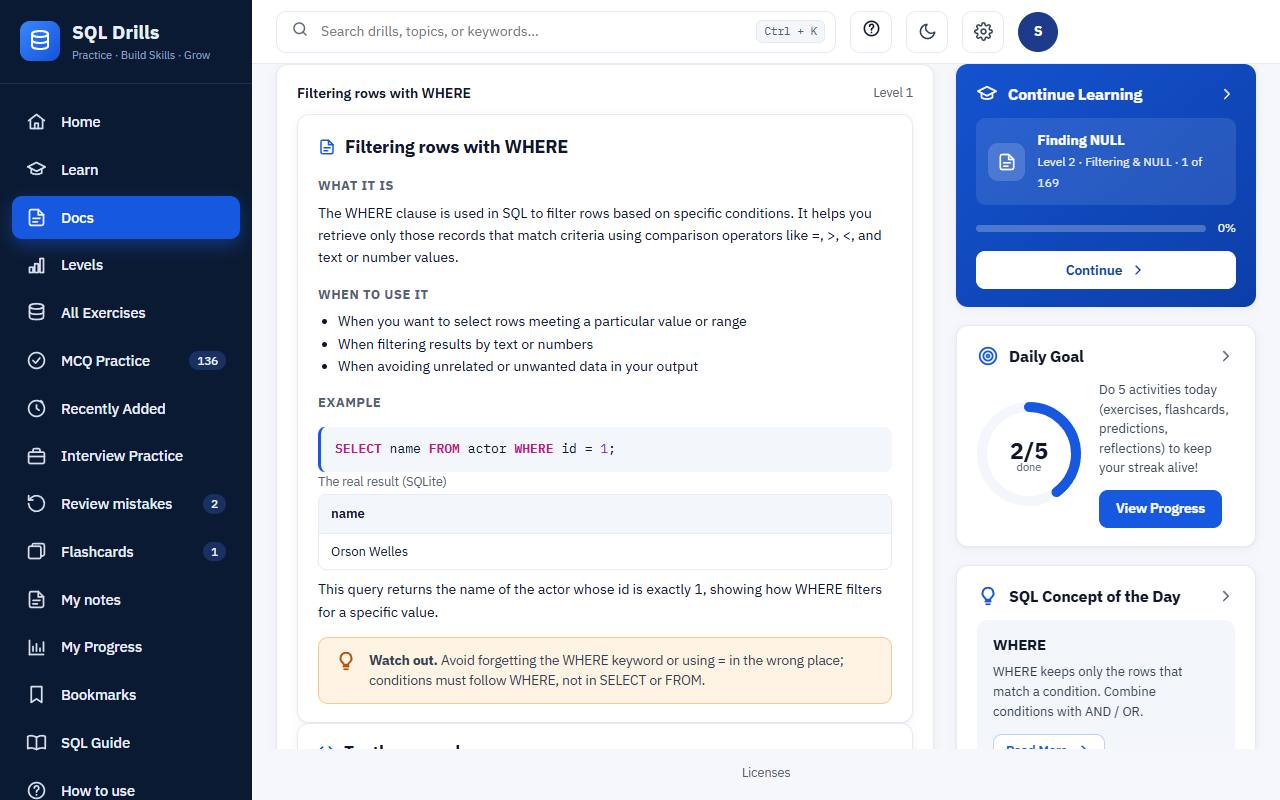 SQL Drills
Practice · Build Skills · Grow
Home
Learn
Docs
Levels
All Exercises
MCQ Practice 136
Recently Added
Interview Practice
Review mistakes 2
Flashcards 1
My notes
My Progress
Bookmarks
SQL Guide
How to use
Search drills, topics, or keywords... Ctrl + K
S
Filtering rows with WHERE Level 1
Filtering rows with WHERE
WHAT IT IS
The WHERE clause is used in SQL to filter rows based on specific conditions. It helps you
retrieve only those records that match criteria using comparison operators like =, >, <, and
text or number values.
WHEN TO USE IT
• When you want to select rows meeting a particular value or range
• When filtering results by text or numbers
• When avoiding unrelated or unwanted data in your output
EXAMPLE
SELECT name FROM actor WHERE id = 1;
The real result (SQLite)
name
Orson Welles
This query returns the name of the actor whose id is exactly 1, showing how WHERE filters
for a specific value.
Watch out. Avoid forgetting the WHERE keyword or using = in the wrong place;
conditions must follow WHERE, not in SELECT or FROM.
Continue Learning
Finding NULL
Level 2 · Filtering & NULL · 1 of
169
0%
Continue
Daily Goal
2/5
done
Do 5 activities today
(exercises, flashcards,
predictions,
reflections) to keep
your streak alive!
View Progress
SQL Concept of the Day
WHERE
WHERE keeps only the rows that
match a condition. Combine
conditions with AND / OR.
Read More
Licenses